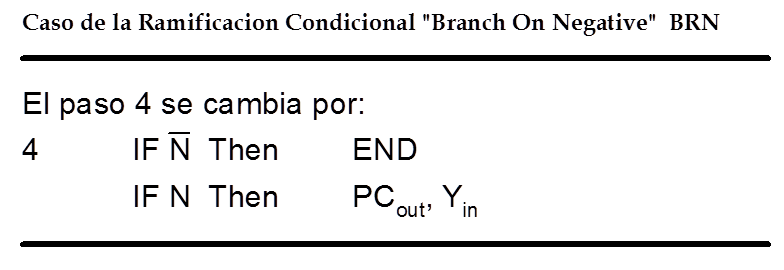 Caso de la Ramificacion Condicional "Branch On Negative" BRN
El paso 4 se cambia por:
4 IF N̅ Then END
IF N Then PCout, Yin